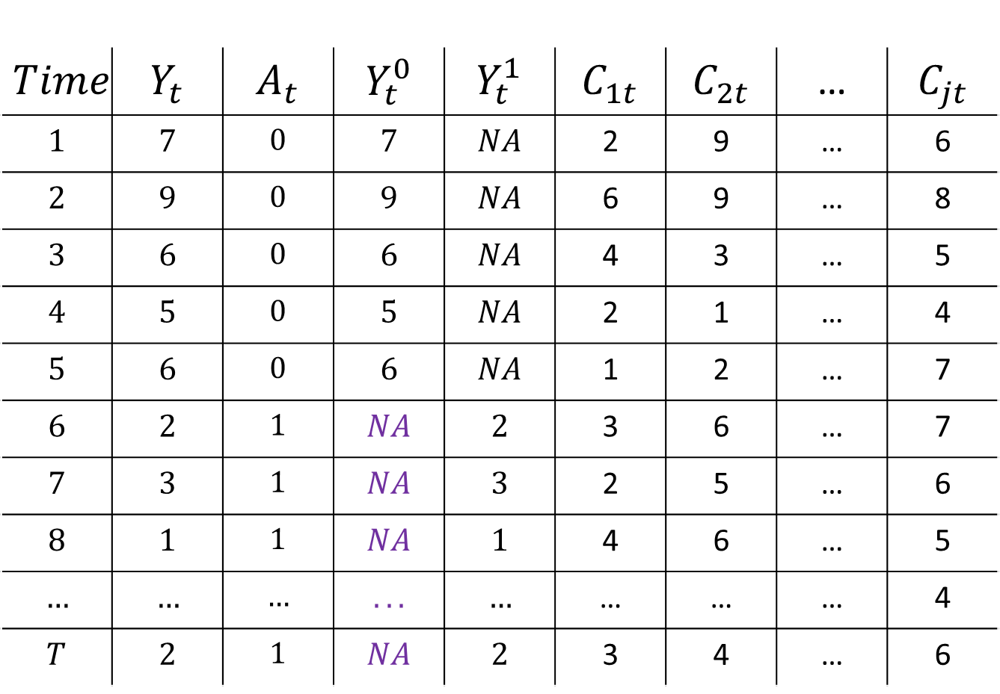 Time Y_t A_t Y_t^0 Y_t^1 C_{1t} C_{2t} ... C_{jt}
1 7 0 7 NA 2 9 ... 6
2 9 0 9 NA 6 9 ... 8
3 6 0 6 NA 4 3 ... 5
4 5 0 5 NA 2 1 ... 4
5 6 0 6 NA 1 2 ... 7
6 2 1 NA 2 3 6 ... 7
7 3 1 NA 3 2 5 ... 6
8 1 1 NA 1 4 6 ... 5
... ... ... ... ... ... ... ... 4
T 2 1 NA 2 3 4 ... 6